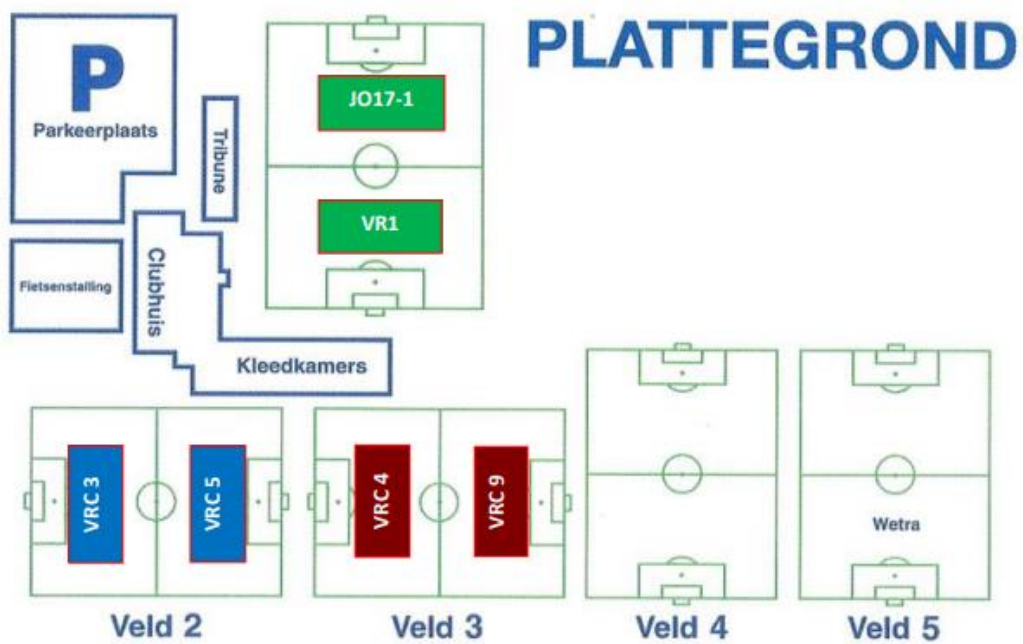 PLATTEGROND
P
Parkeerplaats
Tribune
JO17-1
VR1
Fietsenstalling
Clubhuis
Kleedkamers
VRC 3
VRC 5
VRC 4
VRC 9
Wetra
Veld 2
Veld 3
Veld 4
Veld 5